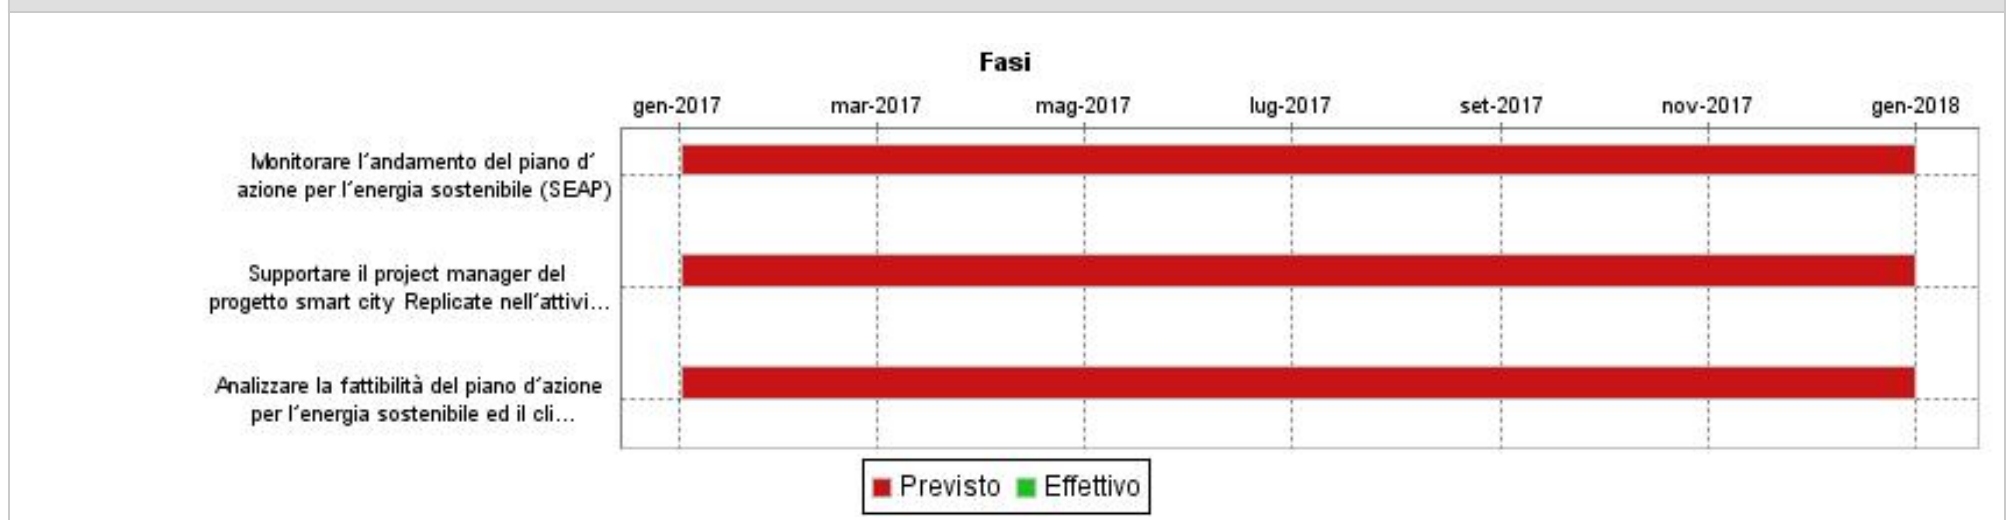 Fasi
gen-2017 mar-2017 mag-2017 lug-2017 set-2017 nov-2017 gen-2018
Monitorare l´andamento del piano d´
azione per l´energia sostenibile (SEAP)
Supportare il project manager del
progetto smart city Replicate nell´attivi...
Analizzare la fattibilità del piano d´azione
per l´energia sostenibile ed il cli...
Previsto Effettivo